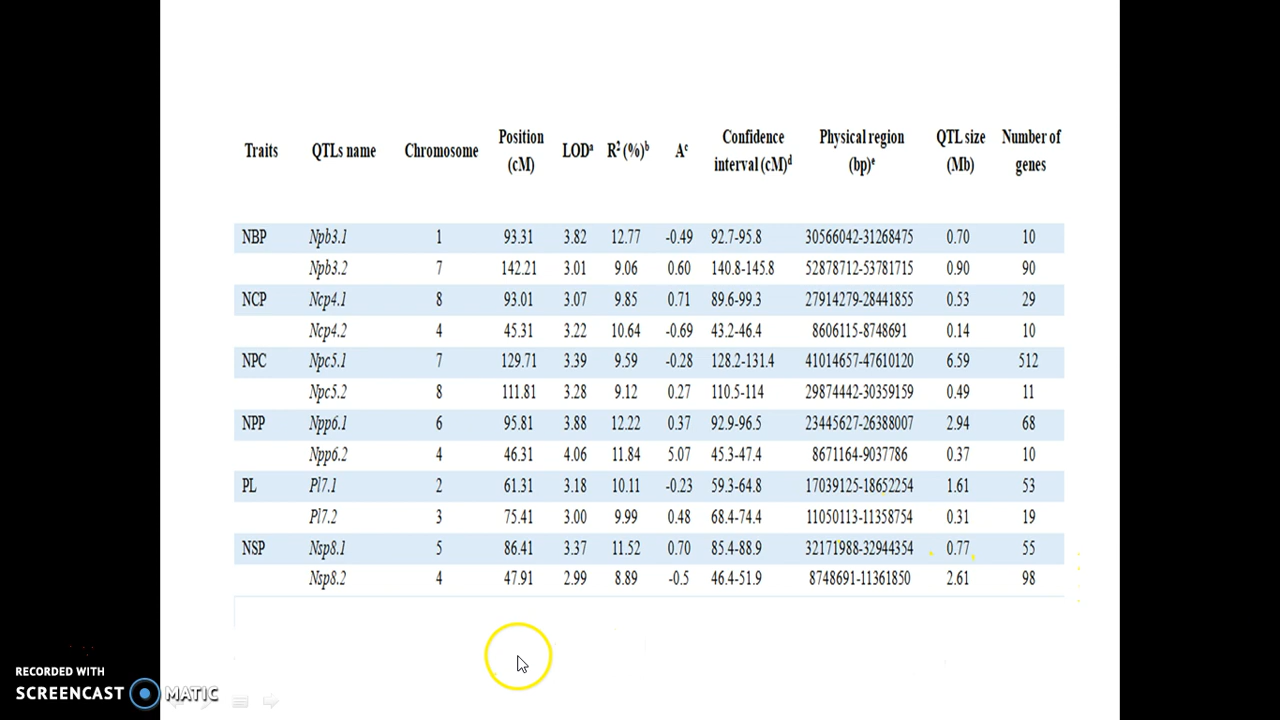 Traits QTLs name Chromosome Position (cM) LODᵃ R² (%)ᵇ Aᶜ Confidence interval (cM)ᵈ Physical region (bp)ᵉ QTL size (Mb) Number of genes
NBP Npb3.1 1 93.31 3.82 12.77 -0.49 92.7-95.8 30566042-31268475 0.70 10
Npb3.2 7 142.21 3.01 9.06 0.60 140.8-145.8 52878712-53781715 0.90 90
NCP Ncp4.1 8 93.01 3.07 9.85 0.71 89.6-99.3 27914279-28441855 0.53 29
Ncp4.2 4 45.31 3.22 10.64 -0.69 43.2-46.4 8606115-8748691 0.14 10
NPC Npc5.1 7 129.71 3.39 9.59 -0.28 128.2-131.4 41014657-47610120 6.59 512
Npc5.2 8 111.81 3.28 9.12 0.27 110.5-114 29874442-30359159 0.49 11
NPP Npp6.1 6 95.81 3.88 12.22 0.37 92.9-96.5 23445627-26388007 2.94 68
Npp6.2 4 46.31 4.06 11.84 5.07 45.3-47.4 8671164-9037786 0.37 10
PL Pl7.1 2 61.31 3.18 10.11 -0.23 59.3-64.8 17039125-18652254 1.61 53
Pl7.2 3 75.41 3.00 9.99 0.48 68.4-74.4 11050113-11358754 0.31 19
NSP Nsp8.1 5 86.41 3.37 11.52 0.70 85.4-88.9 32171988-32944354 0.77 55
Nsp8.2 4 47.91 2.99 8.89 -0.5 46.4-51.9 8748691-11361850 2.61 98
RECORDED WITH
SCREENCAST MATIC